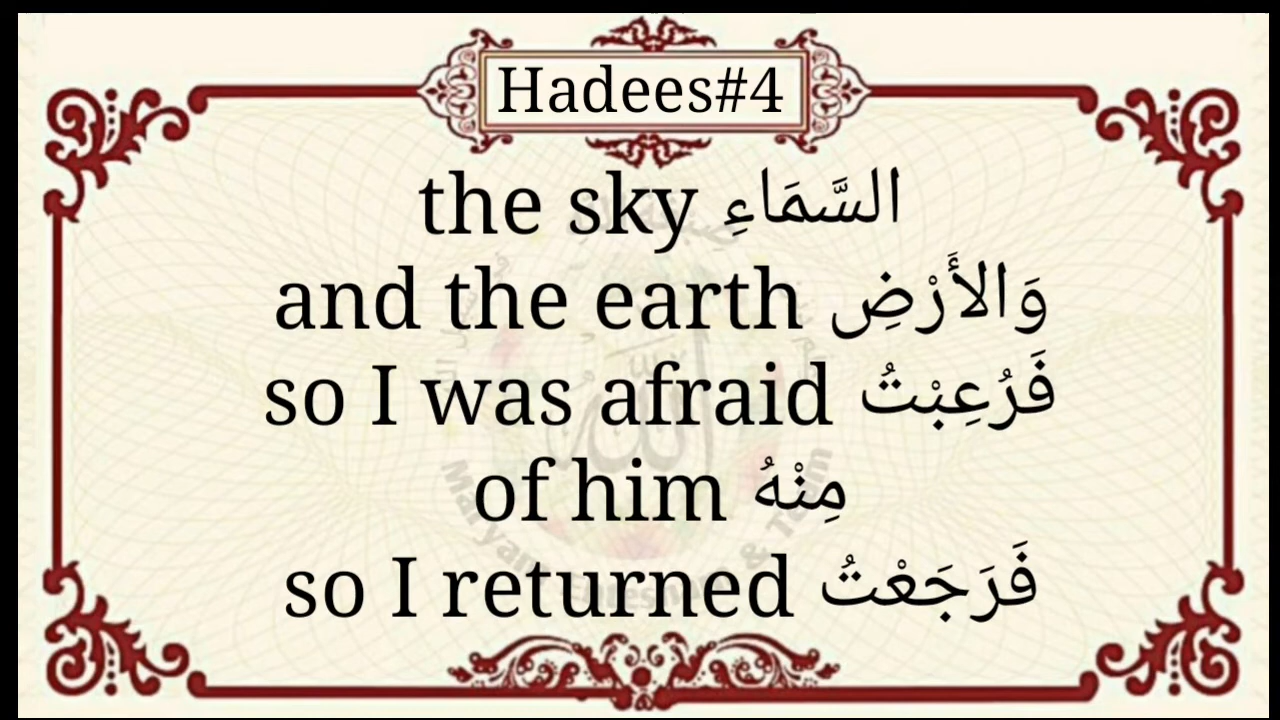 Hadees#4
the sky السَّمَاءِ
and the earth وَالأَرْضِ
so I was afraid فَرُعِبْتُ
of him مِنْهُ
so I returned فَرَجَعْتُ